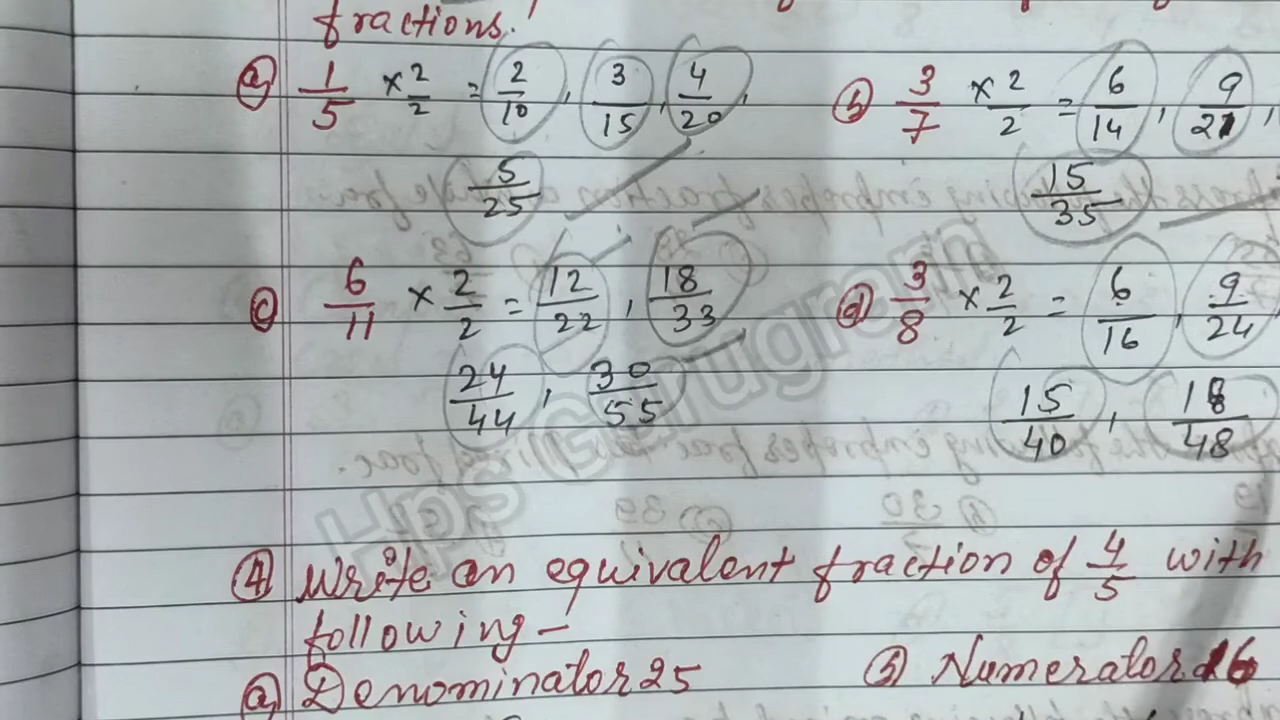 fractions.
(a) 1/5 × 2/2 = 2/10, 3/15, 4/20,
5/25
(b) 3/7 × 2/2 = 6/14, 9/21,
15/35
(c) 6/11 × 2/2 = 12/22, 18/33
24/44, 30/55
(d) 3/8 × 2/2 = 6/16, 9/24,
15/40, 18/48
Hps Gurugram
(4) Write an equivalent fraction of 4/5 with
following -
(a) Denominator 25
(b) Numerator 16